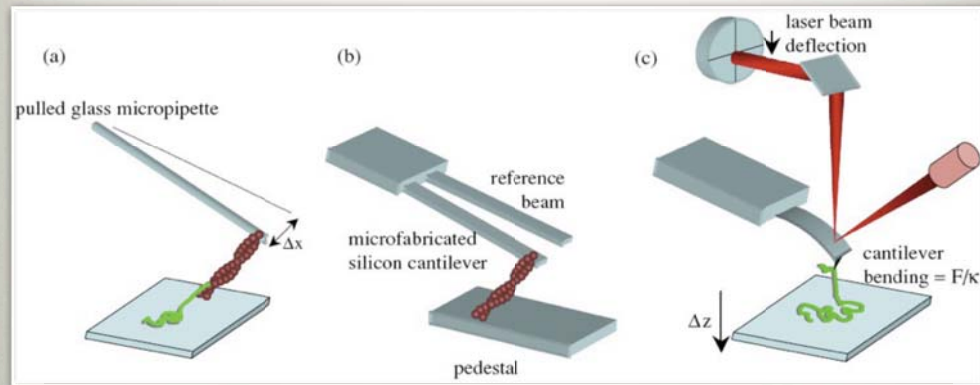 (a)
pulled glass micropipette
Δx
(b)
reference
beam
microfabricated
silicon cantilever
pedestal
laser beam
deflection
(c)
cantilever
bending = F/κ
Δz